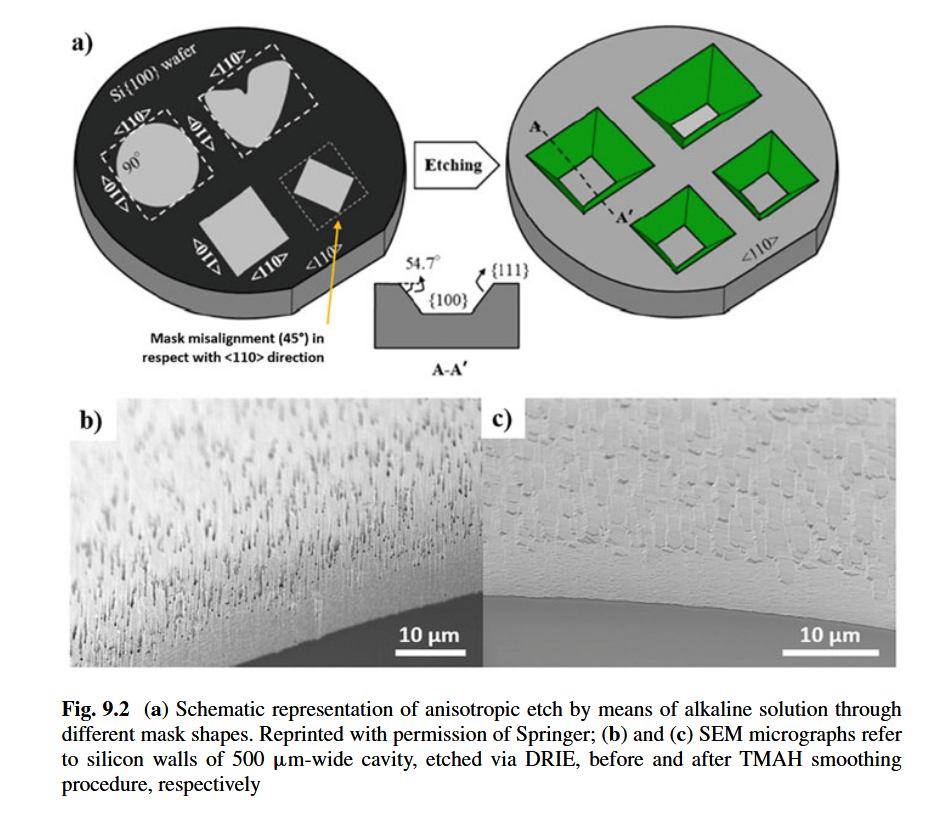 a)
Si{100} wafer
<110>
<110>
<110>
<110>
90°
<110>
<110>
<110>
<110>
Etching
A
A'
<110>
54.7°
{111}
{100}
A-A'
Mask misalignment (45°) in
respect with <110> direction
b)
10 μm
c)
10 μm
Fig. 9.2 (a) Schematic representation of anisotropic etch by means of alkaline solution through
different mask shapes. Reprinted with permission of Springer; (b) and (c) SEM micrographs refer
to silicon walls of 500 μm-wide cavity, etched via DRIE, before and after TMAH smoothing
procedure, respectively